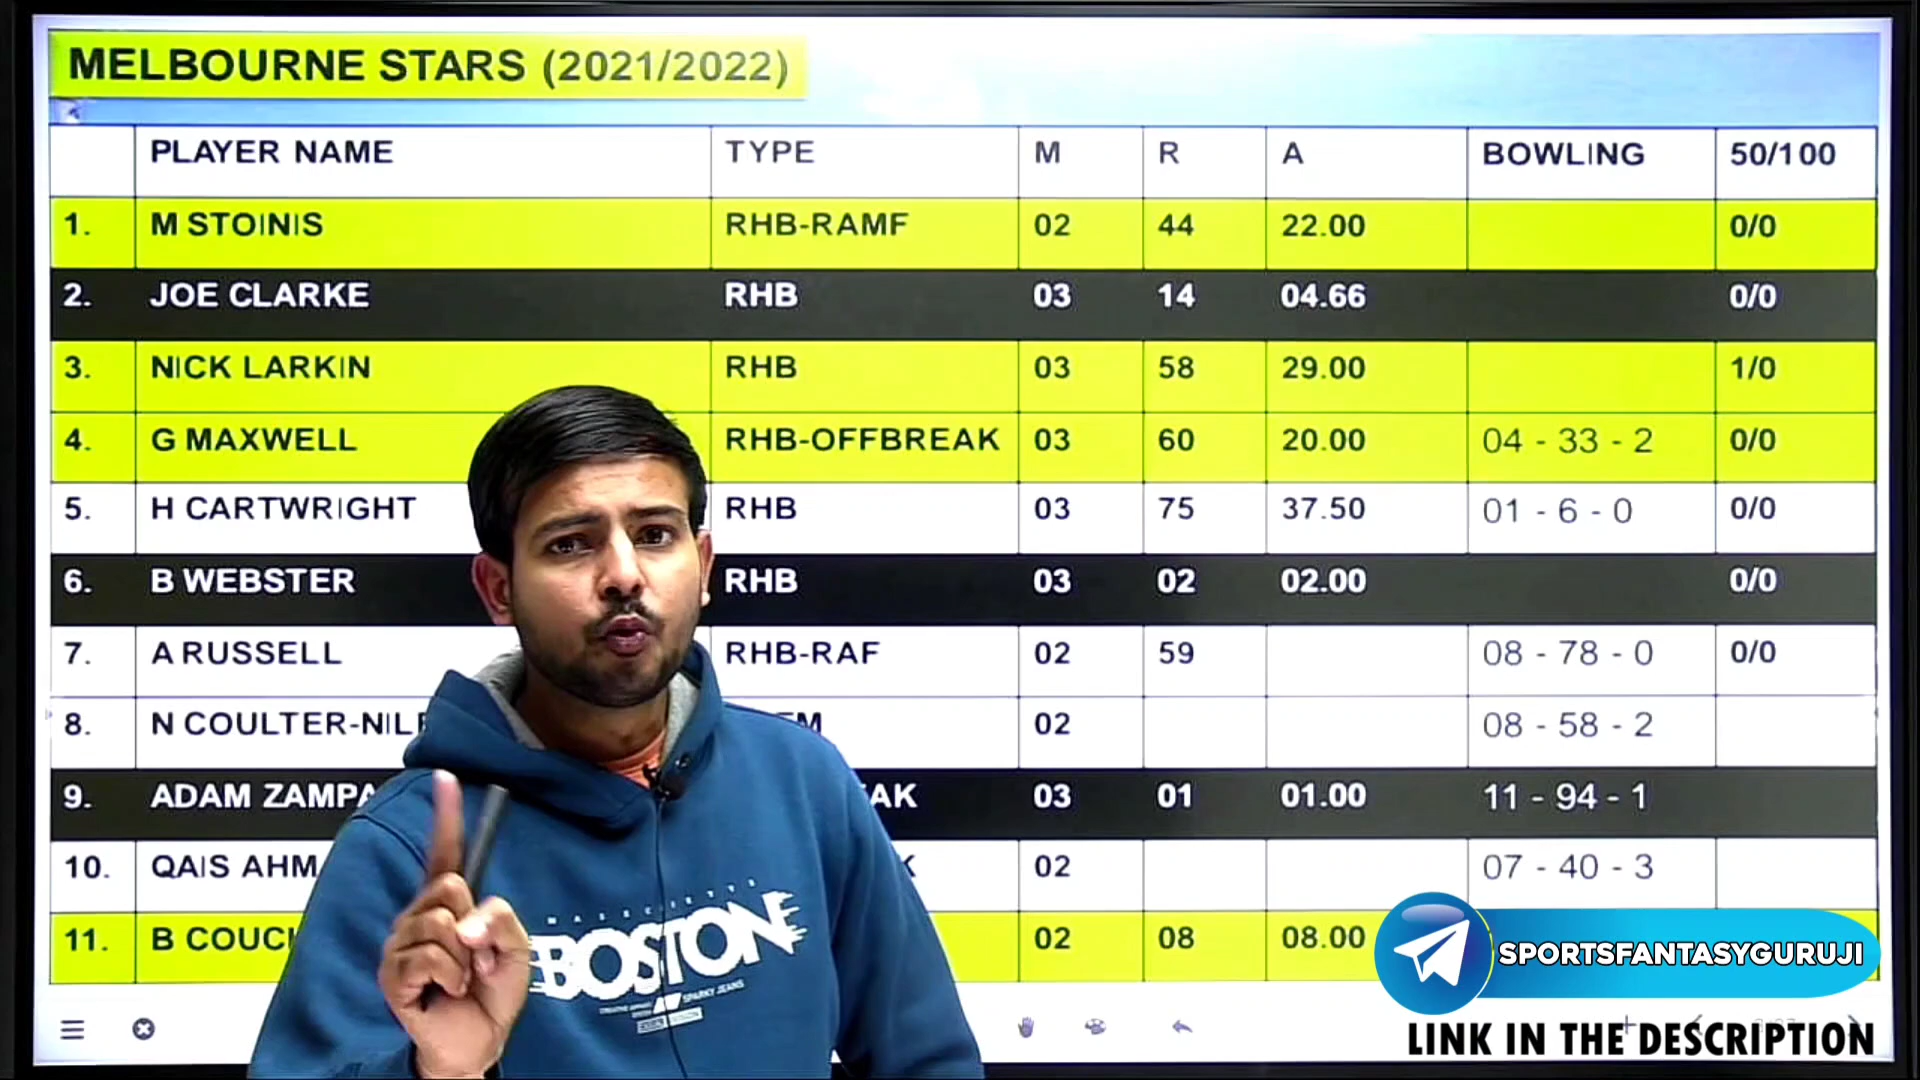 MELBOURNE STARS (2021/2022)
PLAYER NAME TYPE M R A BOWLING 50/100
1. M STOINIS RHB-RAMF 02 44 22.00 0/0
2. JOE CLARKE RHB 03 14 04.66 0/0
3. NICK LARKIN RHB 03 58 29.00 1/0
4. G MAXWELL RHB-OFFBREAK 03 60 20.00 04 - 33 - 2 0/0
5. H CARTWRIGHT RHB 03 75 37.50 01 - 6 - 0 0/0
6. B WEBSTER RHB 03 02 02.00 0/0
7. A RUSSELL RHB-RAF 02 59 08 - 78 - 0 0/0
8. N COULTER-NIL 02 08 - 58 - 2
9. ADAM ZAMPA AK 03 01 01.00 11 - 94 - 1
10. QAIS AHM K 02 07 - 40 - 3
11. B COUC 02 08 08.00
BOSTON
SPARKY JEANS
SPORTSFANTASYGURUJI
LINK IN THE DESCRIPTION